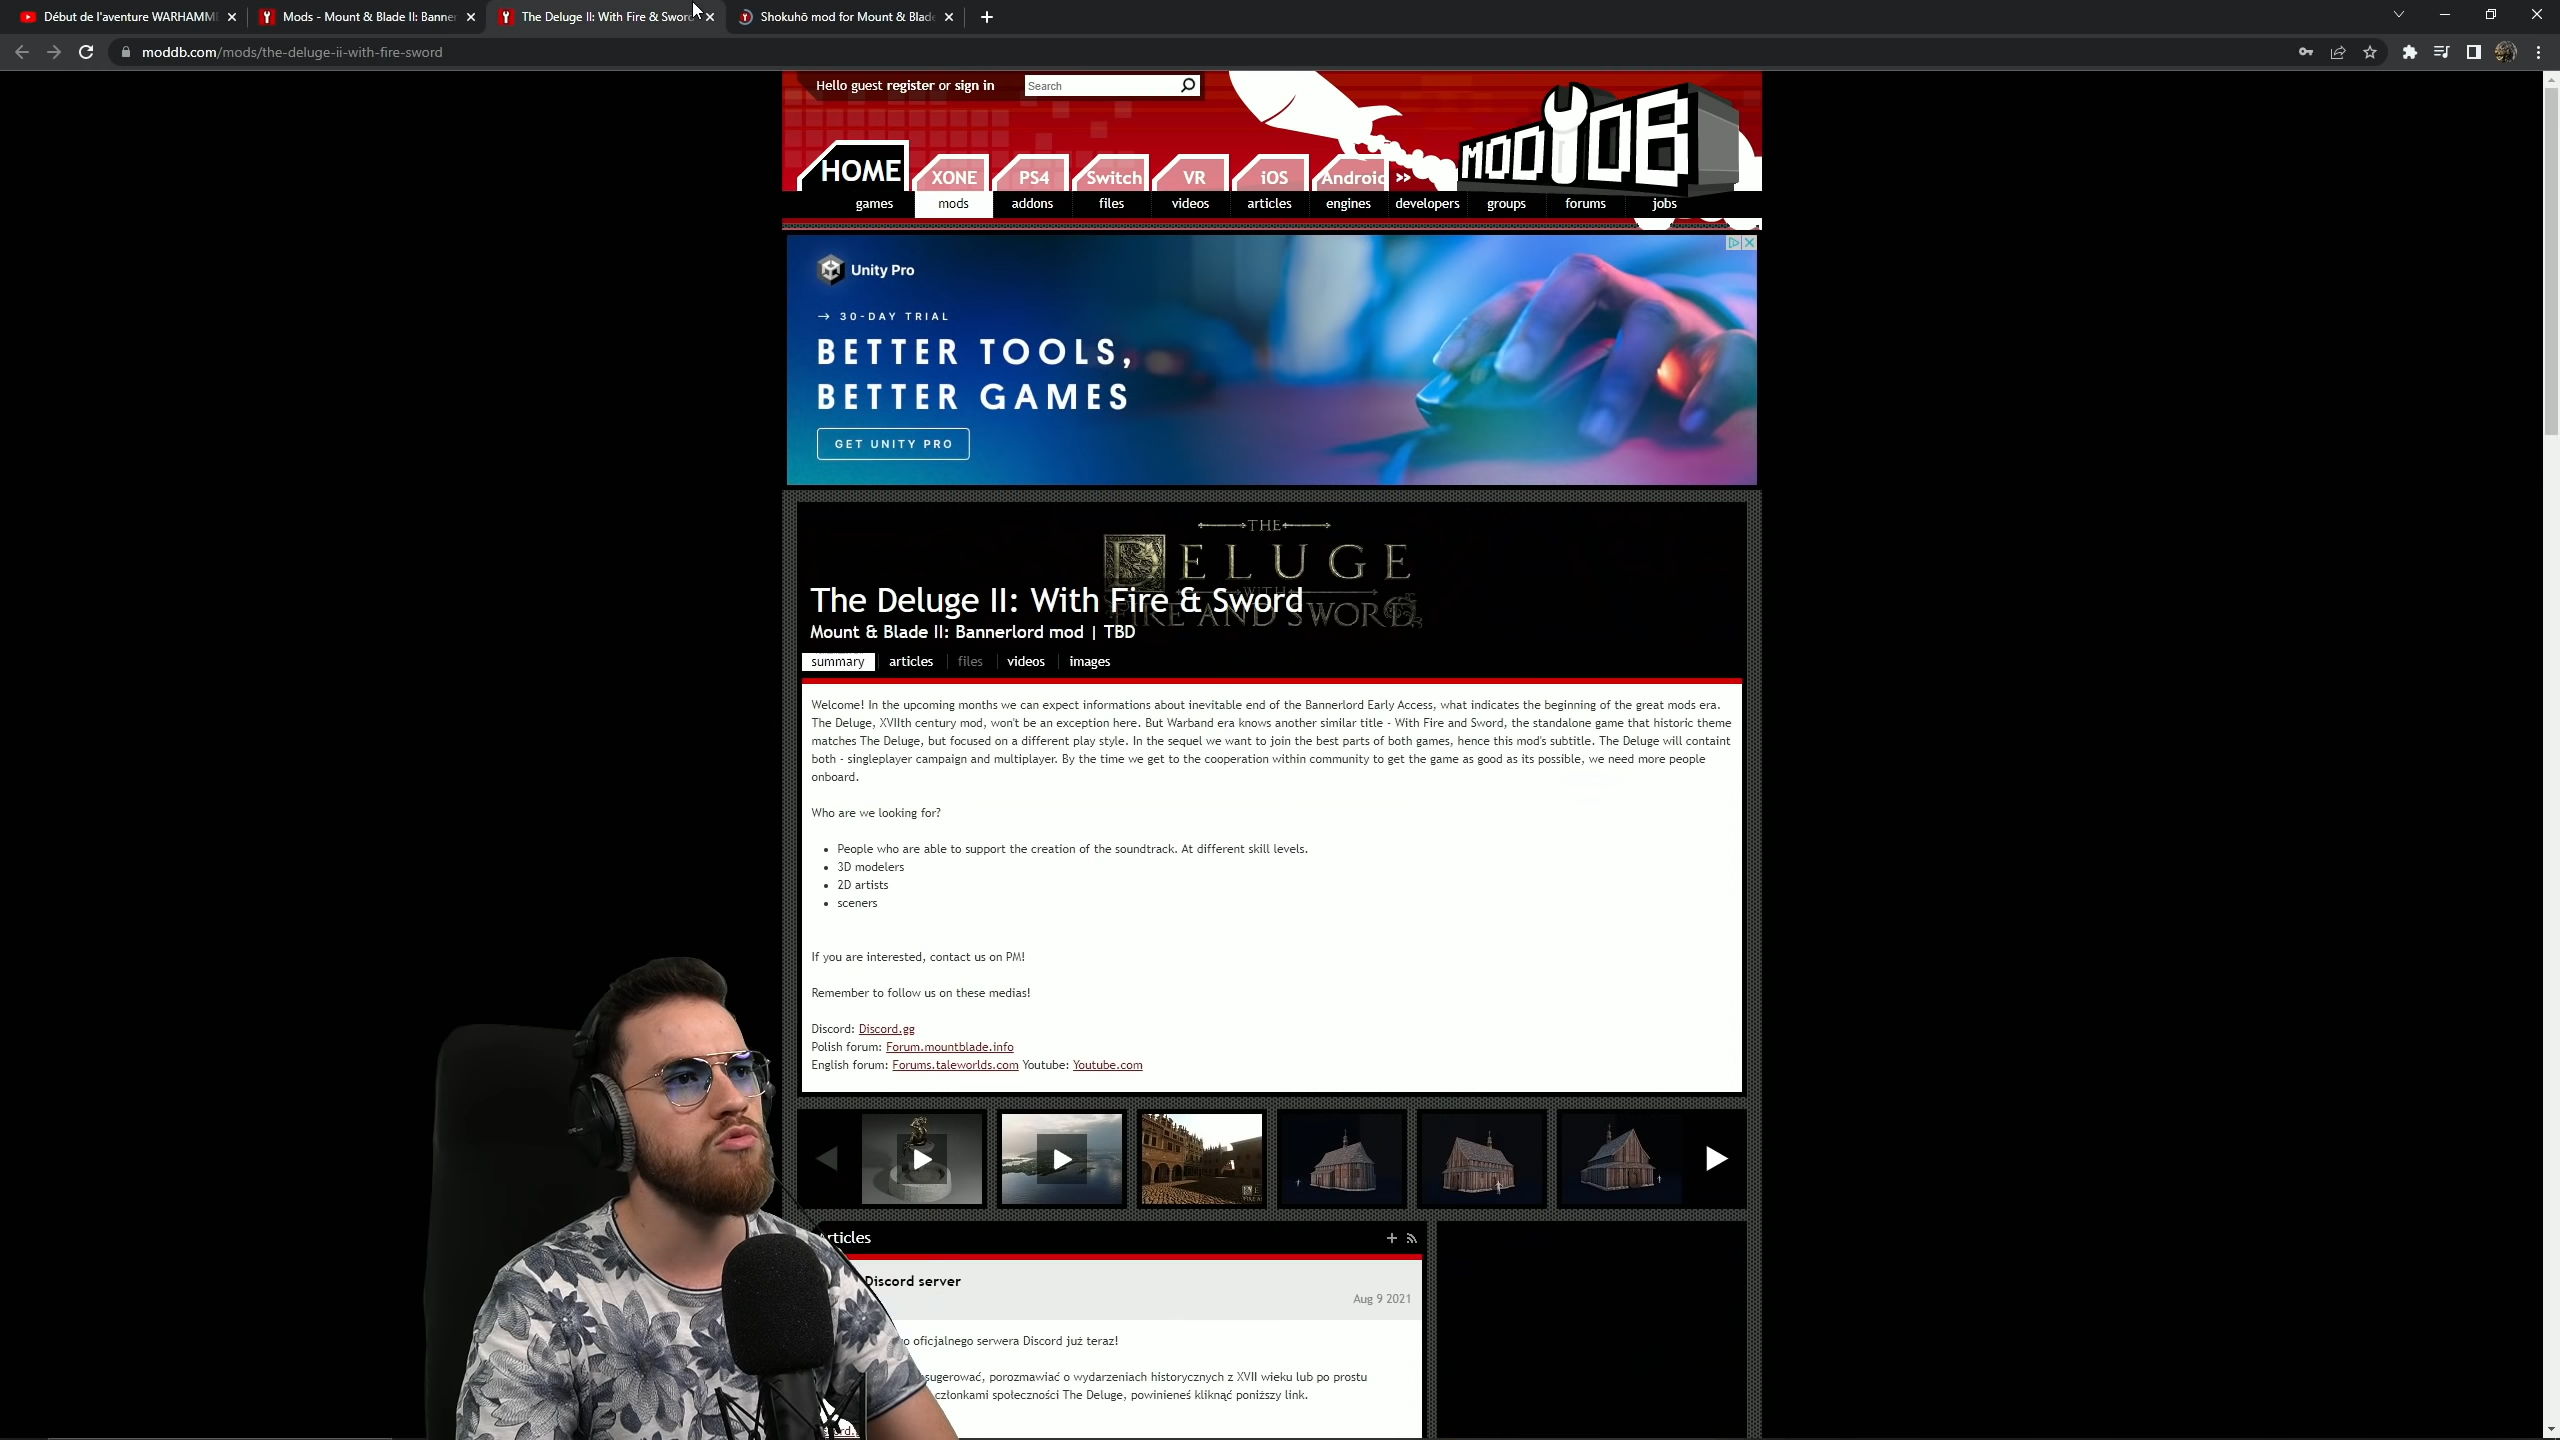 Début de l'aventure WARHAMM
Mods - Mount & Blade II: Banner
The Deluge II: With Fire & Swor
Shokuhō mod for Mount & Blade
moddb.com/mods/the-deluge-ii-with-fire-sword
Hello guest register or sign in
Search
MOD DB
HOME
XONE
PS4
Switch
VR
iOS
Android
>>
games
mods
addons
files
videos
articles
engines
developers
groups
forums
jobs
Unity Pro
→ 30-DAY TRIAL
BETTER TOOLS,
BETTER GAMES
GET UNITY PRO
THE
DELUGE
WITH
FIRE AND SWORD
The Deluge II: With Fire & Sword
Mount & Blade II: Bannerlord mod | TBD
summary
articles
files
videos
images
Welcome! In the upcoming months we can expect informations about inevitable end of the Bannerlord Early Access, what indicates the beginning of the great mods era.
The Deluge, XVIIth century mod, won't be an exception here. But Warband era knows another similar title - With Fire and Sword, the standalone game that historic theme
matches The Deluge, but focused on a different play style. In the sequel we want to join the best parts of both games, hence this mod's subtitle. The Deluge will containt
both - singleplayer campaign and multiplayer. By the time we get to the cooperation within community to get the game as good as its possible, we need more people
onboard.
Who are we looking for?
• People who are able to support the creation of the soundtrack. At different skill levels.
• 3D modelers
• 2D artists
• sceners
If you are interested, contact us on PM!
Remember to follow us on these medias!
Discord: Discord.gg
Polish forum: Forum.mountblade.info
English forum: Forums.taleworlds.com Youtube: Youtube.com
rticles
Discord server
Aug 9 2021
o oficjalnego serwera Discord już teraz!
sugerować, porozmawiać o wydarzeniach historycznych z XVII wieku lub po prostu
członkami społeczności The Deluge, powinieneś kliknąć poniższy link.